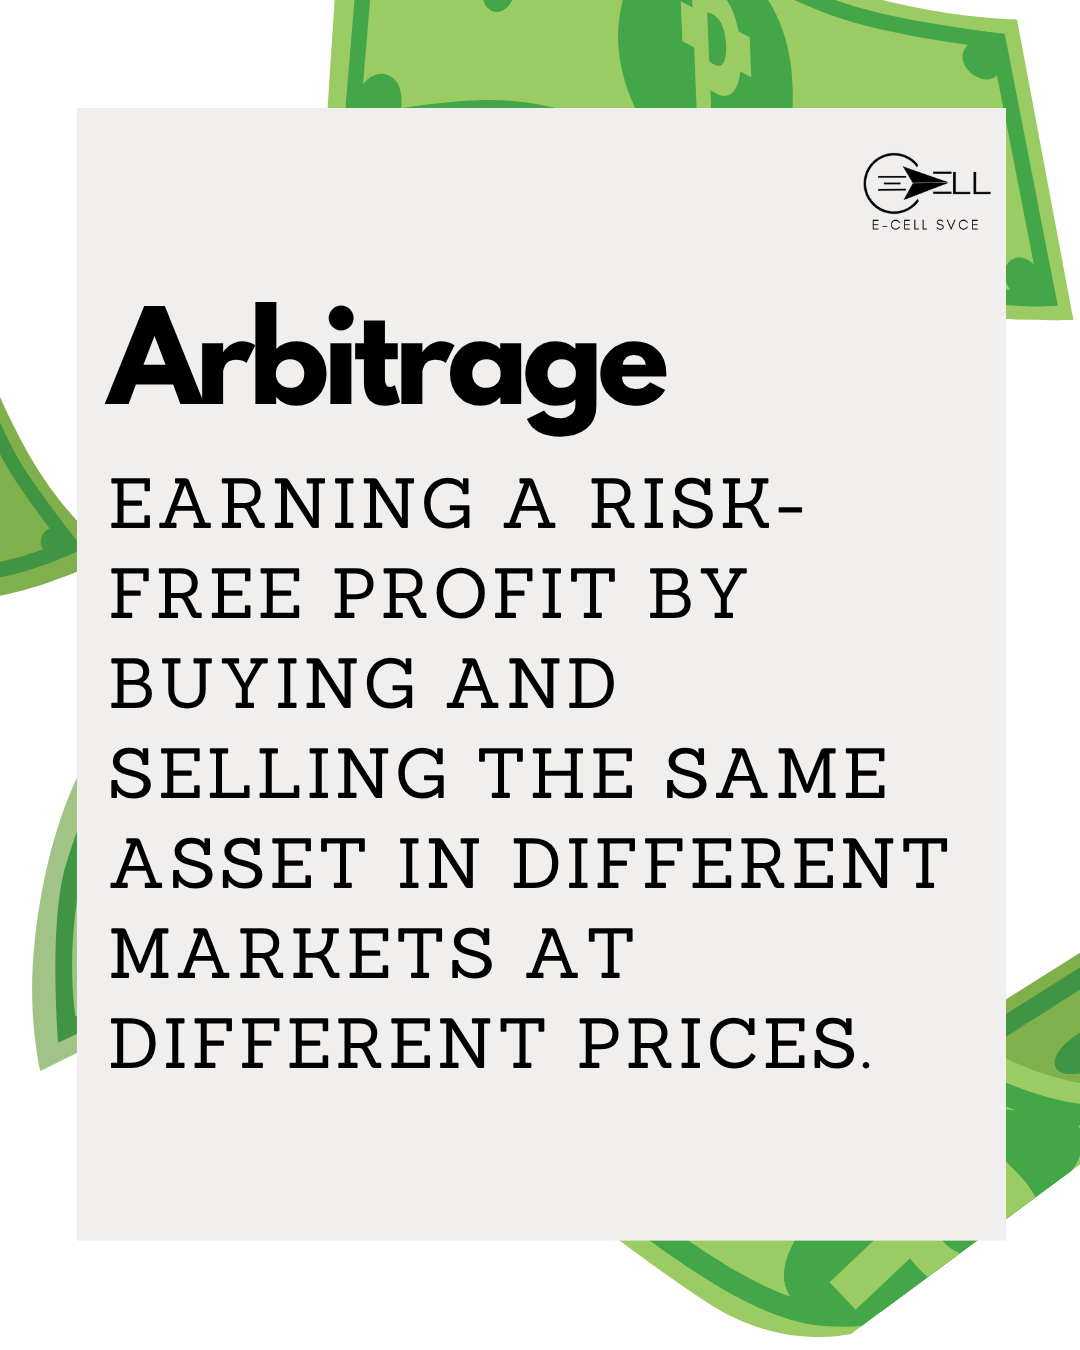 ELL
E-CELL SVCE
Arbitrage
EARNING A RISK-
FREE PROFIT BY
BUYING AND
SELLING THE SAME
ASSET IN DIFFERENT
MARKETS AT
DIFFERENT PRICES.